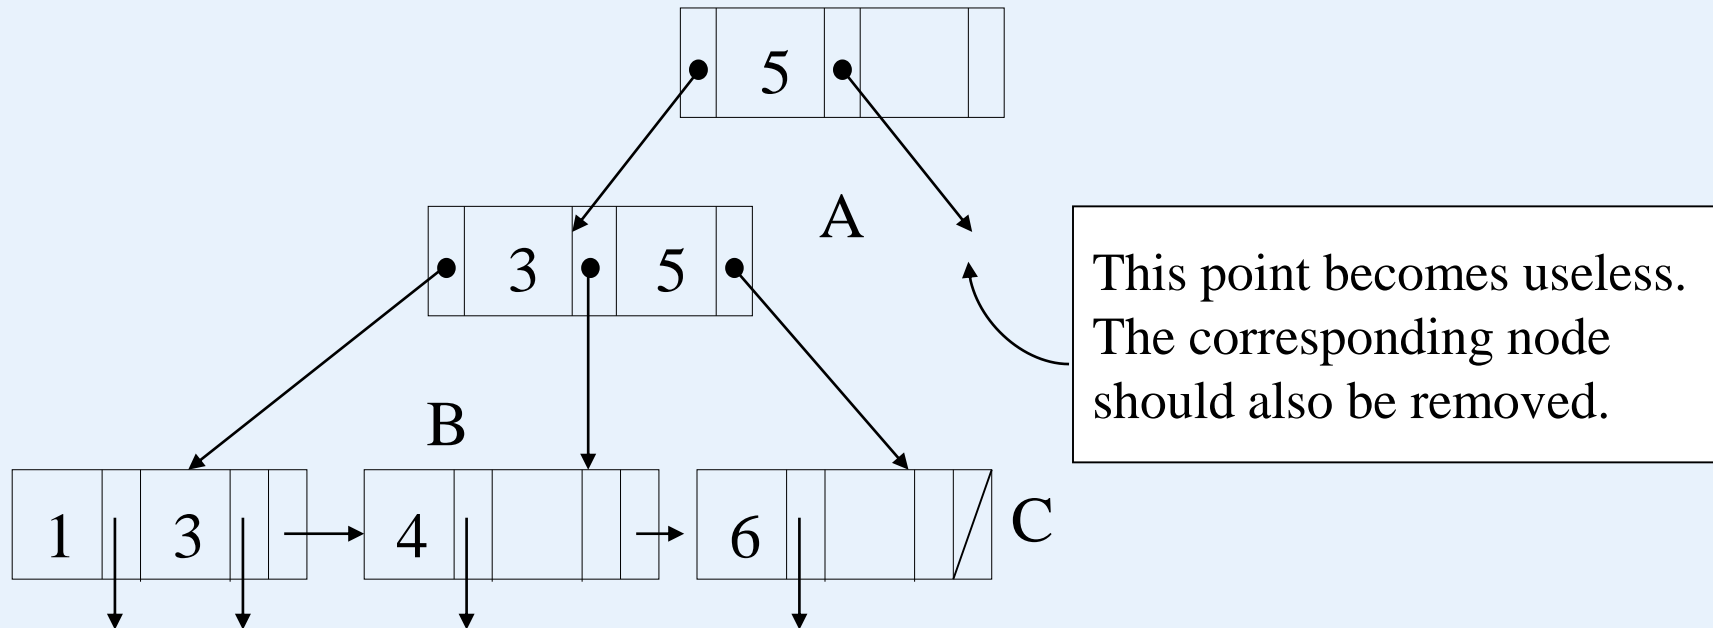 5
A
3 5
This point becomes useless.
The corresponding node
should also be removed.
B
1 3 4 6 C